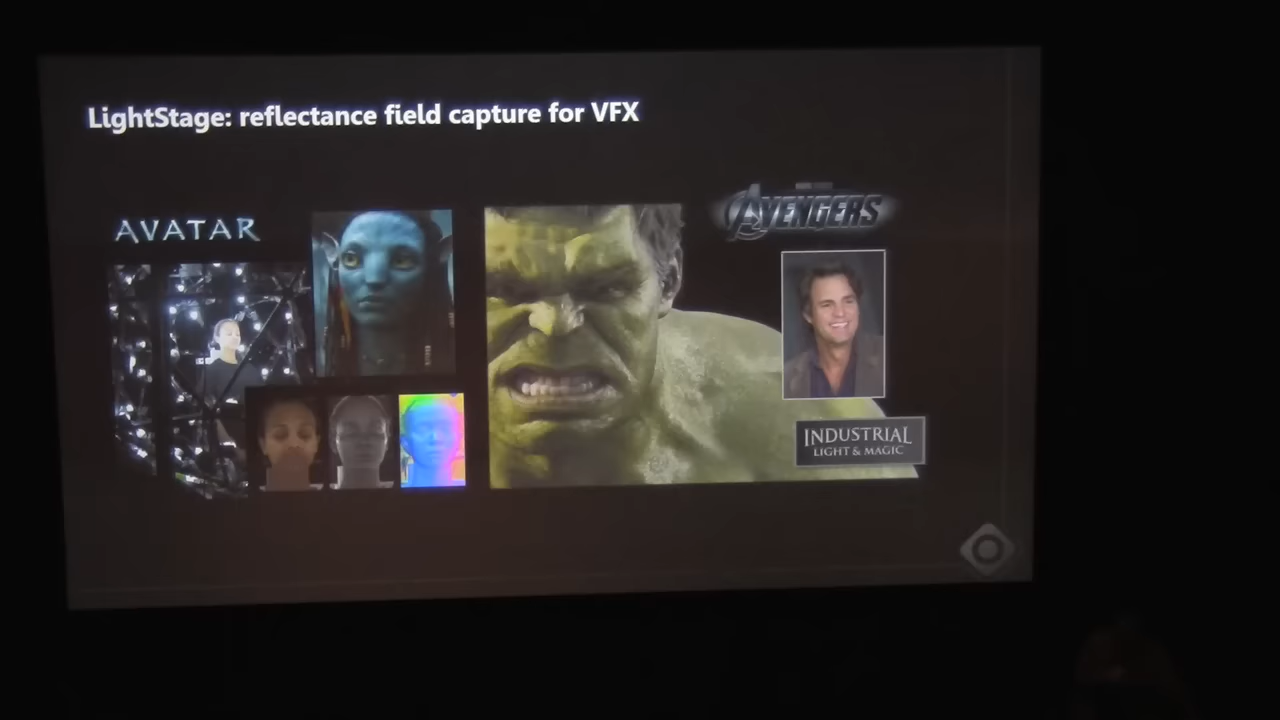 LightStage: reflectance field capture for VFX
AVATAR
AVENGERS
INDUSTRIAL
LIGHT & MAGIC